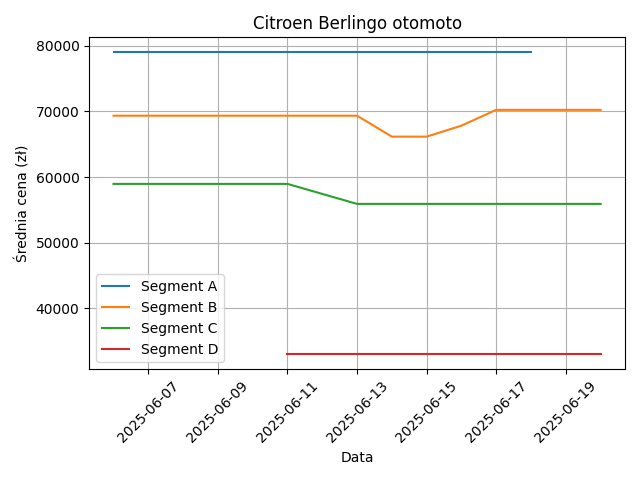 Citroen Berlingo otomoto
Średnia cena (zł)
80000
70000
60000
50000
40000
Segment A
Segment B
Segment C
Segment D
2025-06-07
2025-06-09
2025-06-11
2025-06-13
2025-06-15
2025-06-17
2025-06-19
Data